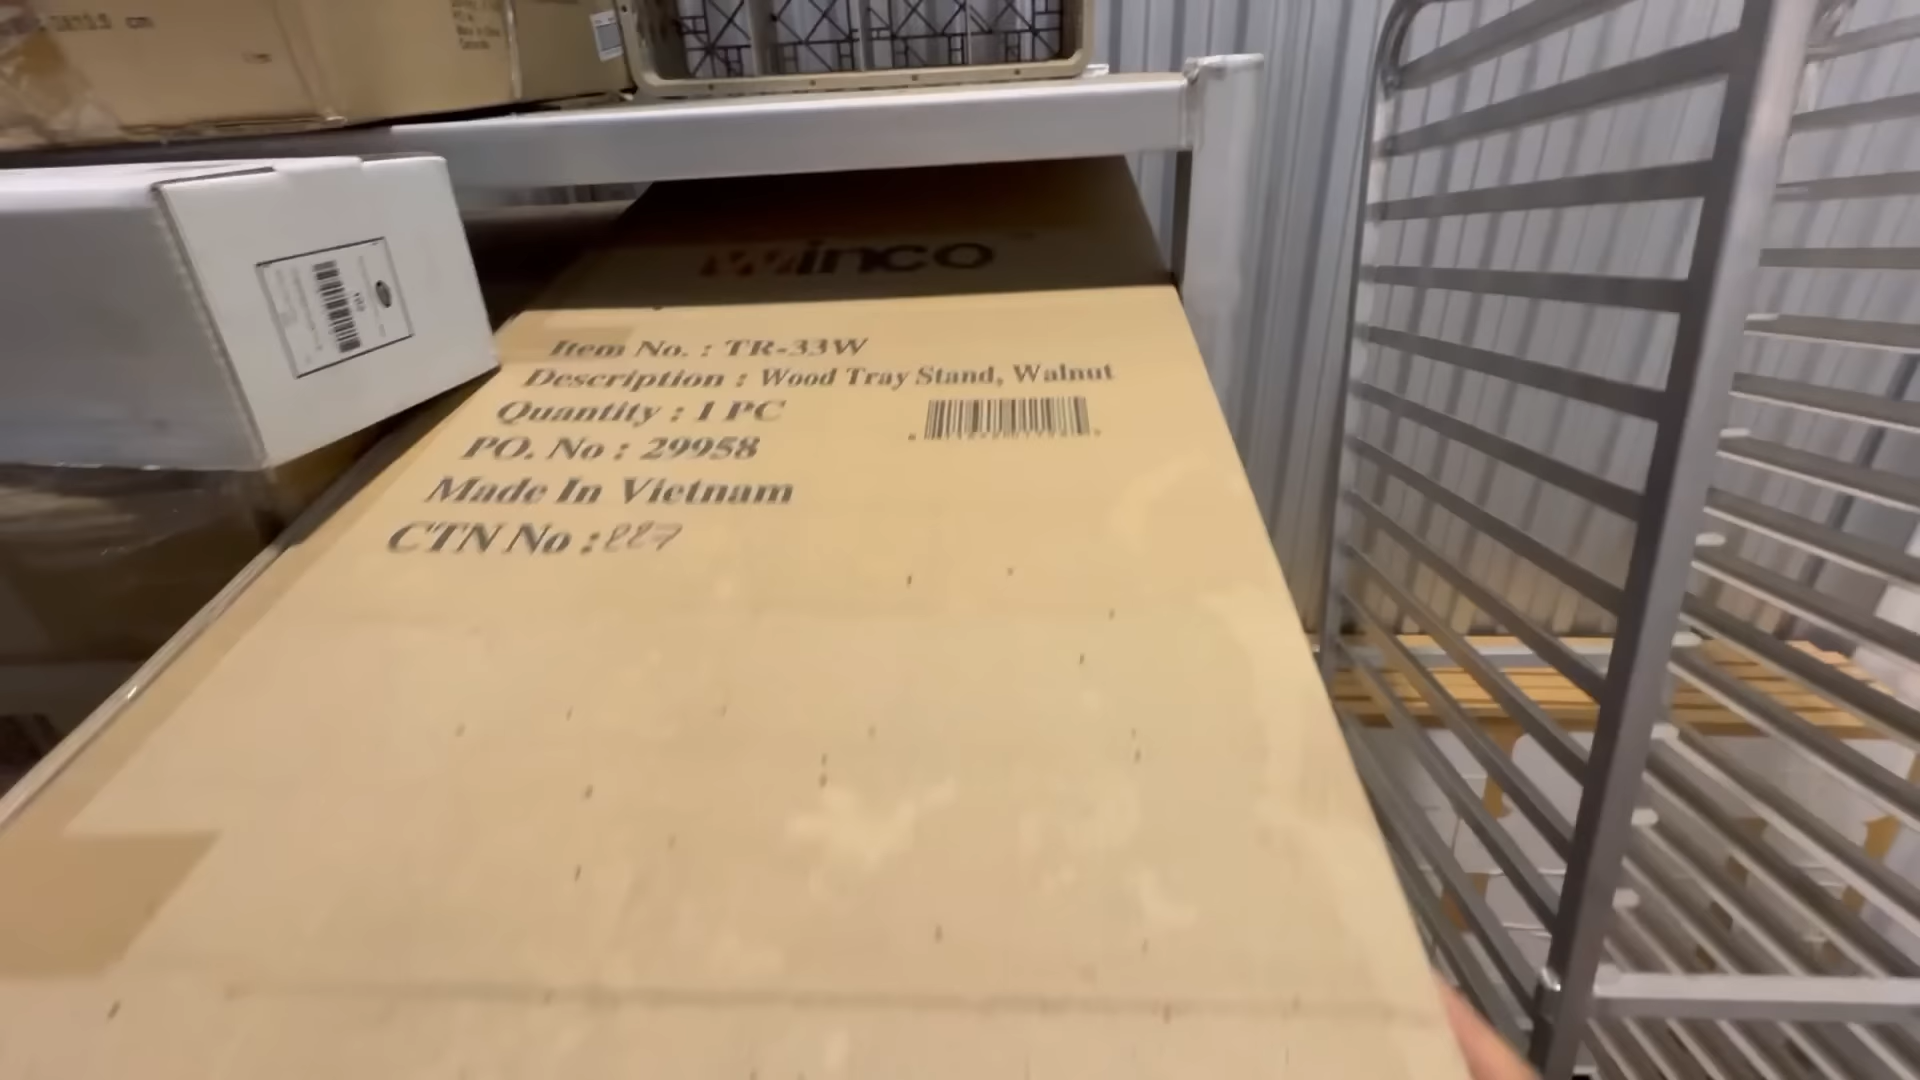 winco
Item No. : TR-33W
Description : Wood Tray Stand, Walnut
Quantity : 1 PC
PO. No : 29958
Made In Vietnam
CTN No : 887